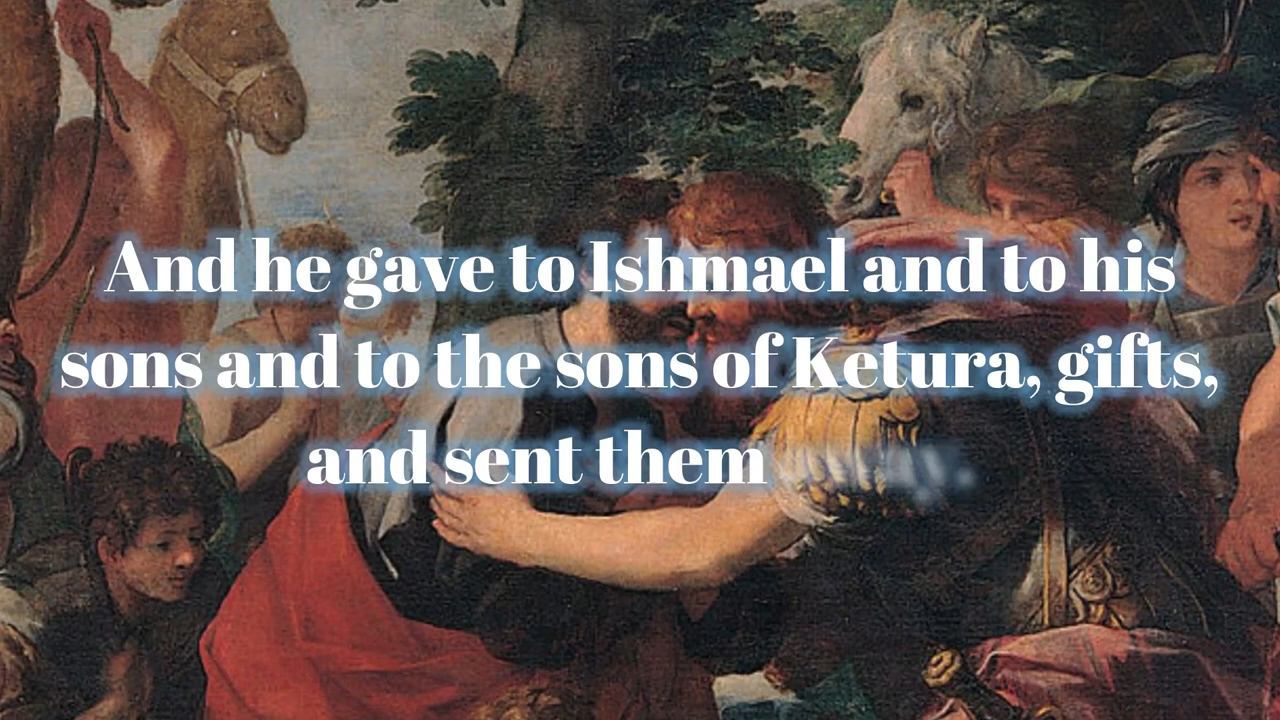 And he gave to Ishmael and to his
sons and to the sons of Ketura, gifts,
and sent them